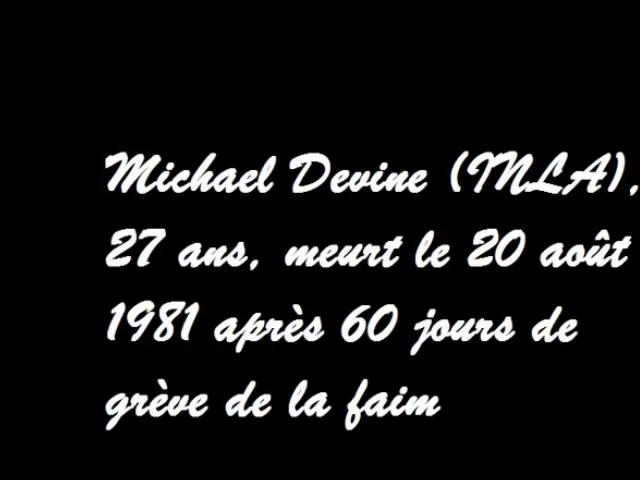 Michael Devine (INLA),
27 ans, meurt le 20 août
1981 après 60 jours de
grève de la faim